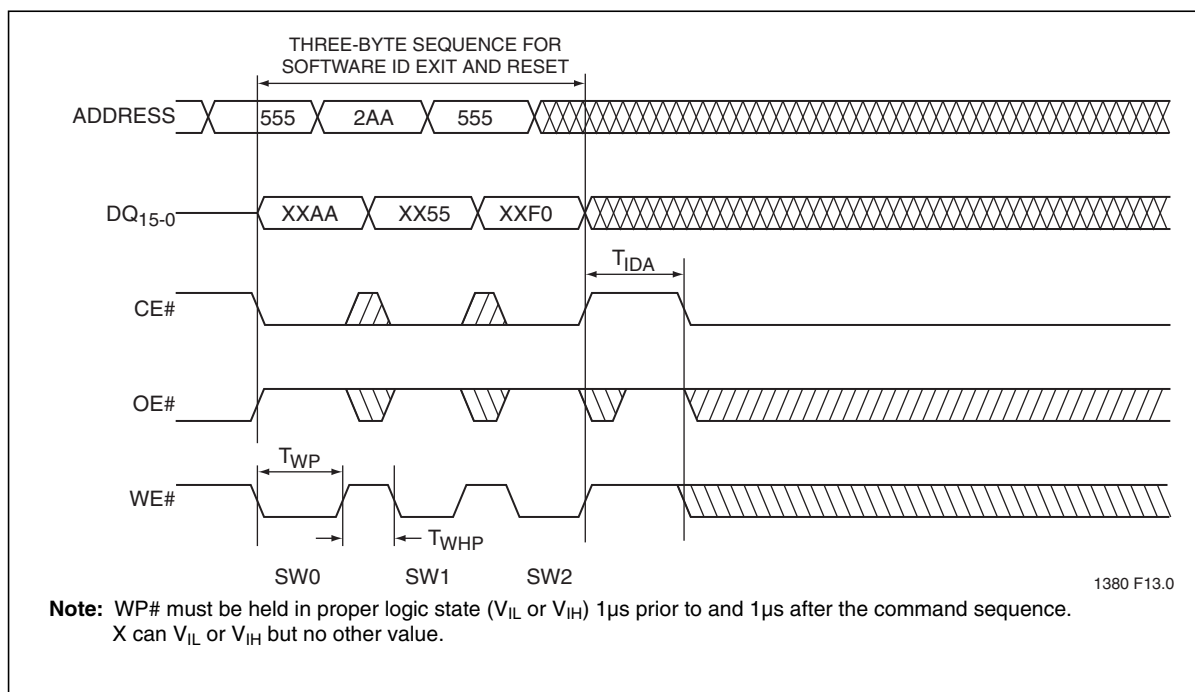 THREE-BYTE SEQUENCE FOR
SOFTWARE ID EXIT AND RESET
ADDRESS 555 2AA 555
DQ15-0 XXAA XX55 XXF0
TIDA
CE#
OE#
TWP
WE#
TWHP
SW0 SW1 SW2
1380 F13.0
Note: WP# must be held in proper logic state (VIL or VIH) 1µs prior to and 1µs after the command sequence.
X can VIL or VIH but no other value.